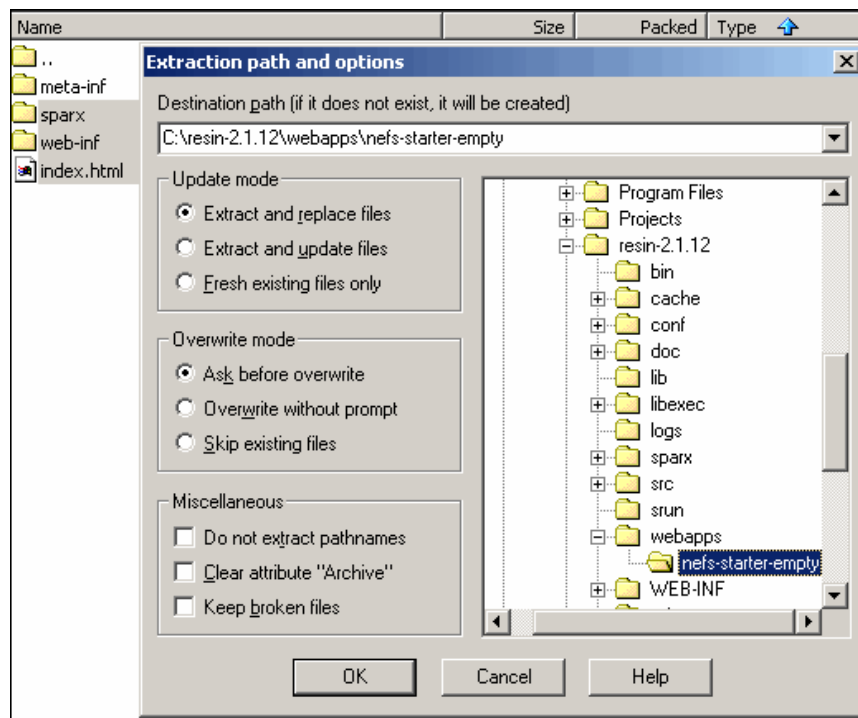 Name Size Packed Type
..
meta-inf
sparx
web-inf
index.html
Extraction path and options
Destination path (if it does not exist, it will be created)
C:\resin-2.1.12\webapps\nefs-starter-empty
Update mode
Extract and replace files
Extract and update files
Fresh existing files only
Overwrite mode
Ask before overwrite
Overwrite without prompt
Skip existing files
Miscellaneous
Do not extract pathnames
Clear attribute "Archive"
Keep broken files
Program Files
Projects
resin-2.1.12
bin
cache
conf
doc
lib
libexec
logs
sparx
src
srun
webapps
nefs-starter-empty
WEB-INF
OK Cancel Help